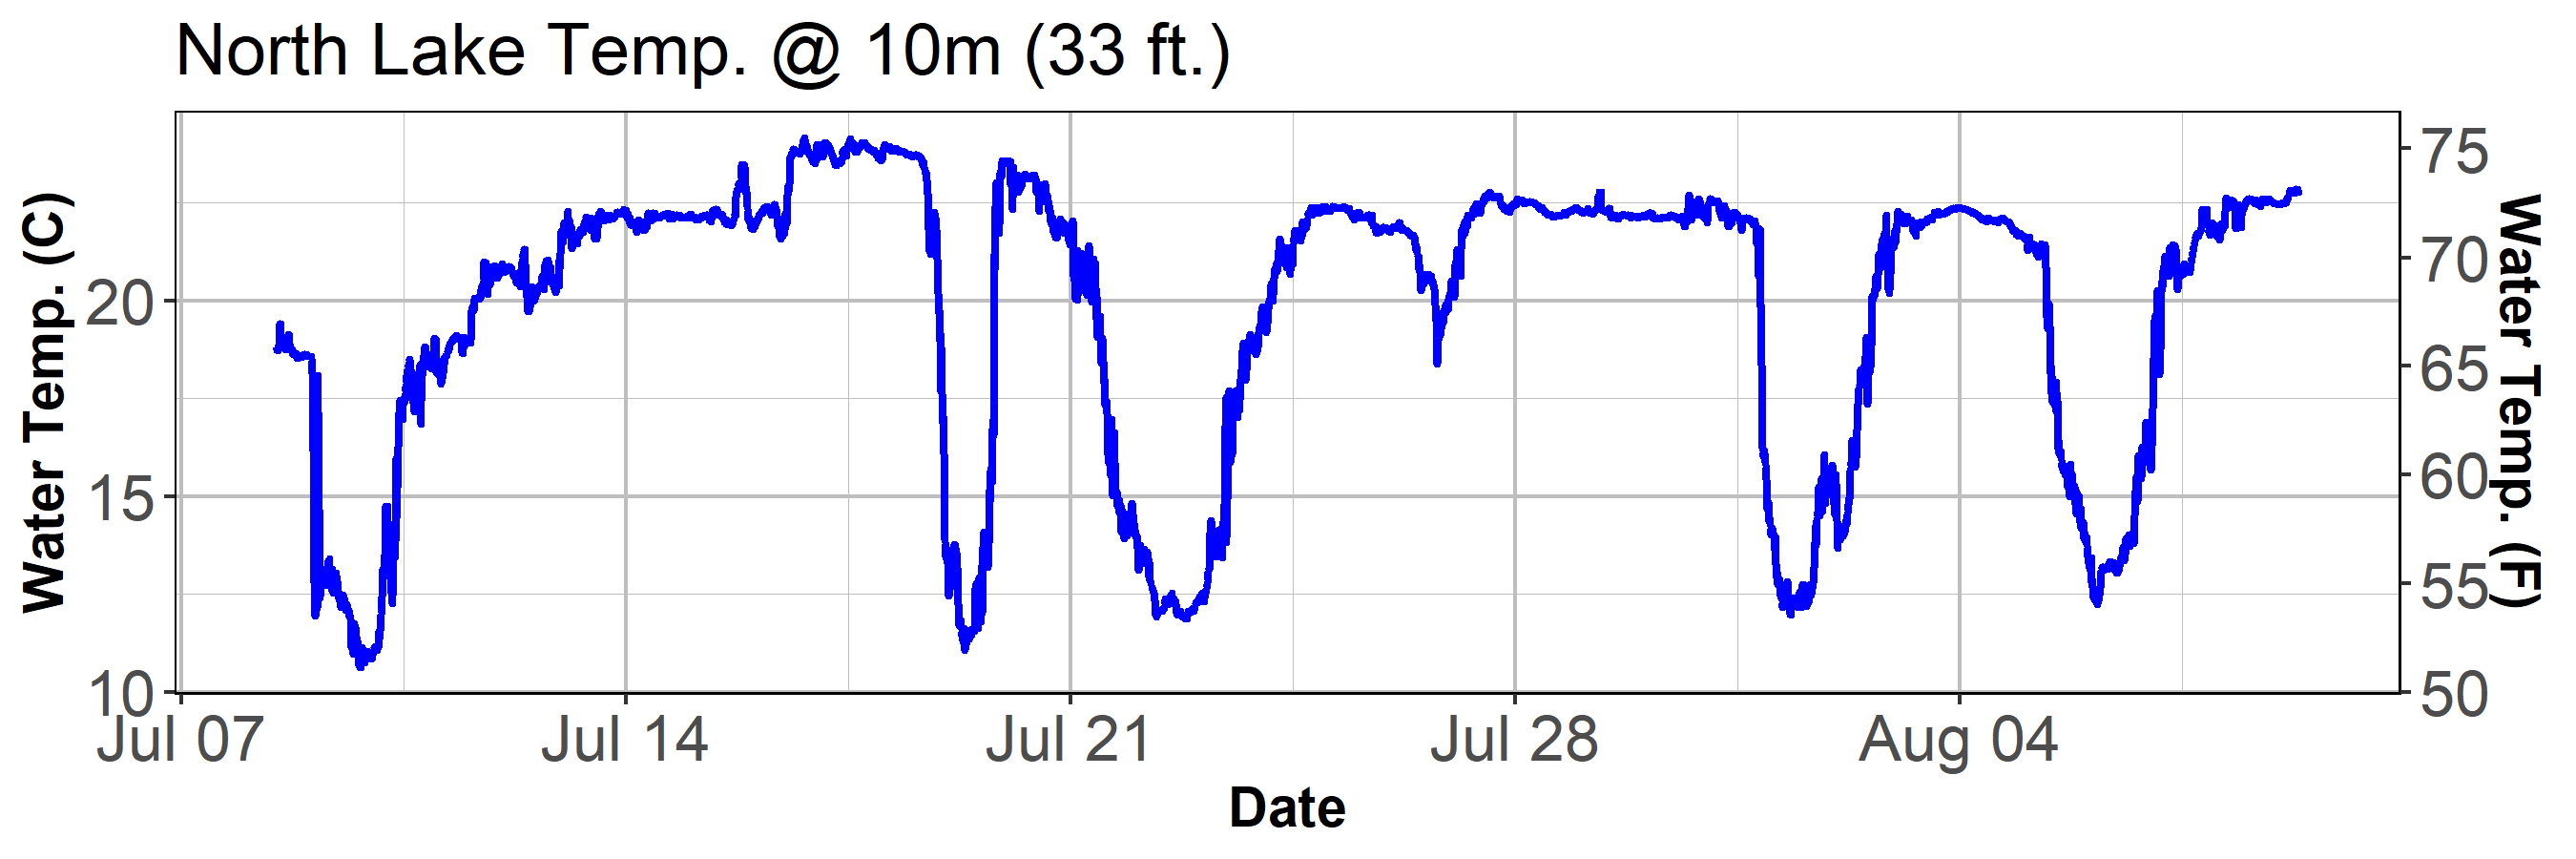 North Lake Temp. @ 10m (33 ft.)
Water Temp. (C)
20
15
10
75
70
65
60
55
50
Water Temp. (F)
Jul 07
Jul 14
Jul 21
Jul 28
Aug 04
Date